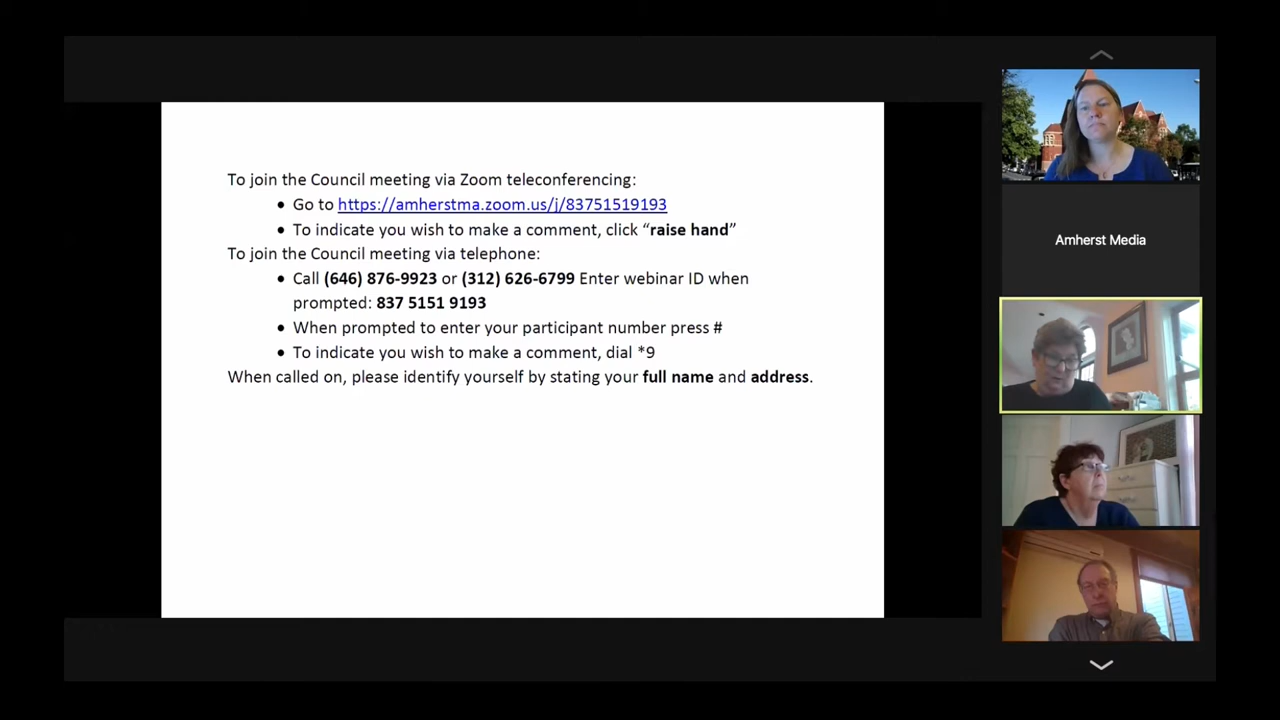 To join the Council meeting via Zoom teleconferencing:
• Go to https://amherstma.zoom.us/j/83751519193
• To indicate you wish to make a comment, click “raise hand”
To join the Council meeting via telephone:
• Call (646) 876-9923 or (312) 626-6799 Enter webinar ID when
prompted: 837 5151 9193
• When prompted to enter your participant number press #
• To indicate you wish to make a comment, dial *9
When called on, please identify yourself by stating your full name and address.
Amherst Media